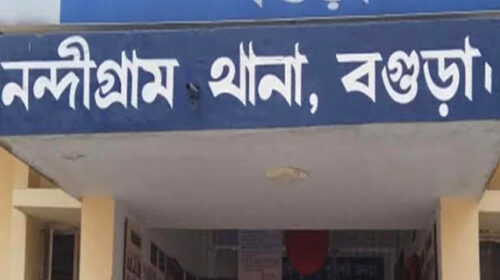 নন্দীগ্রাম থানা, বগুড়া।